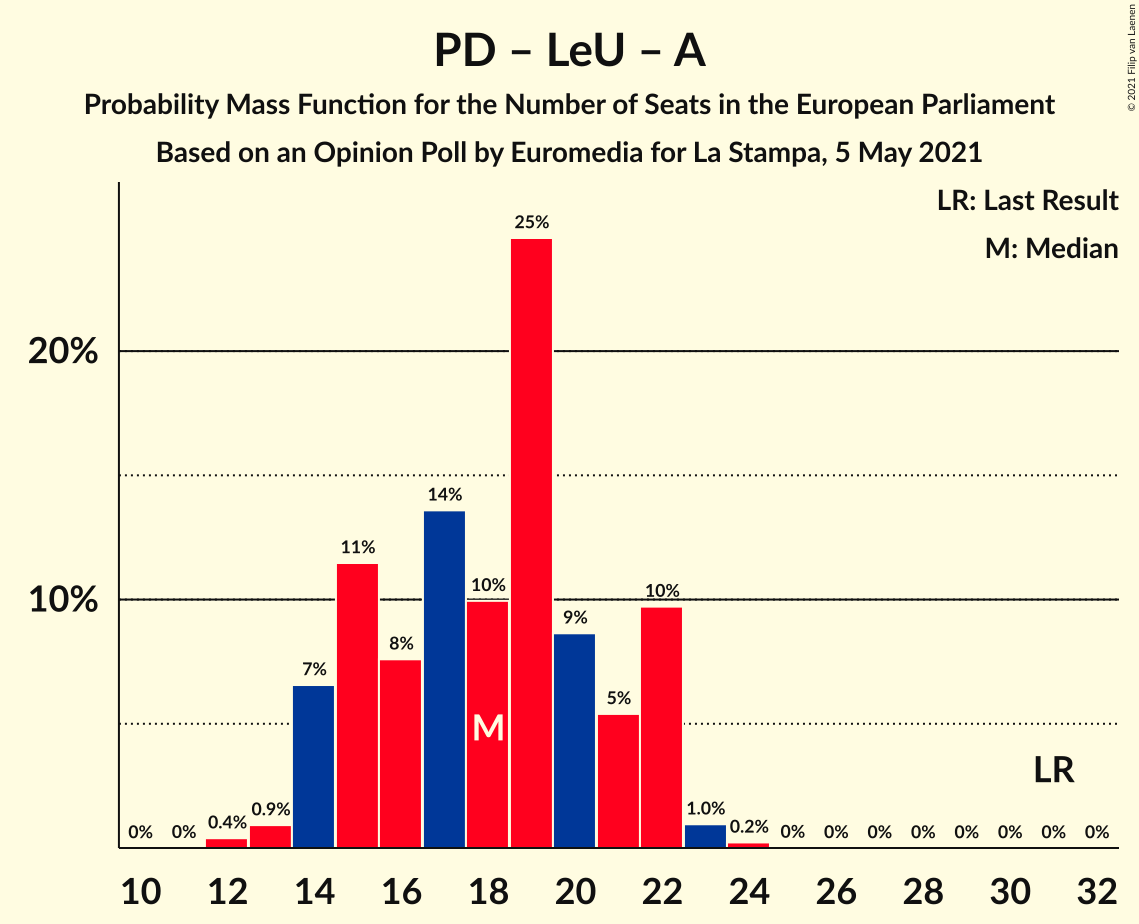 PD – LeU – A
Probability Mass Function for the Number of Seats in the European Parliament
Based on an Opinion Poll by Euromedia for La Stampa, 5 May 2021
© 2021 Filip van Laenen
LR: Last Result
M: Median
20%
10%
0%
0%
0.4%
0.9%
7%
11%
8%
14%
10%
25%
9%
5%
10%
1.0%
0.2%
0%
0%
0%
0%
0%
0%
0%
0%
M
LR
10 12 14 16 18 20 22 24 26 28 30 32